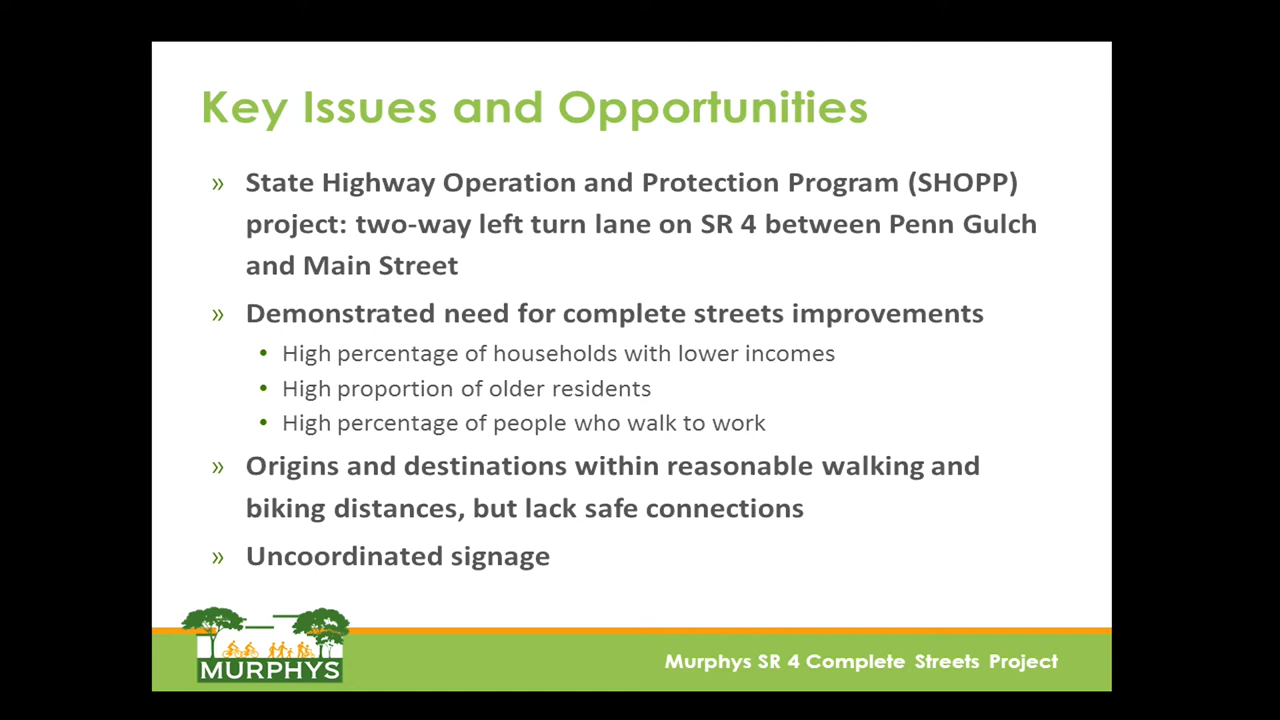 Key Issues and Opportunities
» State Highway Operation and Protection Program (SHOPP)
project: two-way left turn lane on SR 4 between Penn Gulch
and Main Street
» Demonstrated need for complete streets improvements
• High percentage of households with lower incomes
• High proportion of older residents
• High percentage of people who walk to work
» Origins and destinations within reasonable walking and
biking distances, but lack safe connections
» Uncoordinated signage
MURPHYS
Murphys SR 4 Complete Streets Project